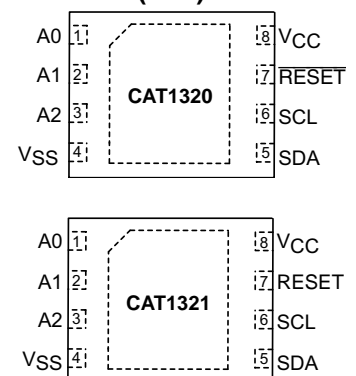 A0 1 8 VCC
A1 2 CAT1320 7 RESET
A2 3 6 SCL
VSS 4 5 SDA
A0 1 8 VCC
A1 2 CAT1321 7 RESET
A2 3 6 SCL
VSS 4 5 SDA